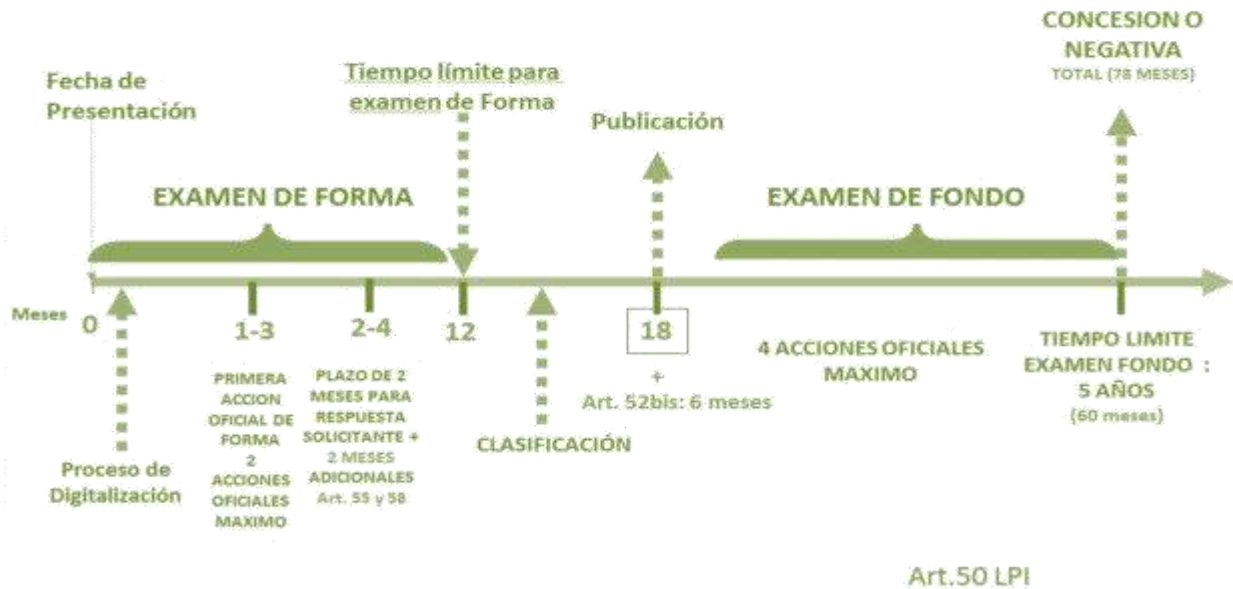 CONCESION O
NEGATIVA
TOTAL (78 MESES)
Fecha de
Presentación
Tiempo límite para
examen de Forma
Publicación
EXAMEN DE FORMA
EXAMEN DE FONDO
Meses
0
1-3
2-4
12
18
PRIMERA
ACCION
OFICIAL DE
FORMA
2
ACCIONES
OFICIALES
MAXIMO
PLAZO DE 2
MESES PARA
RESPUESTA
SOLICITANTE +
2 MESES
ADICIONALES
Art. 55 y 58
+
Art. 52bis: 6 meses
4 ACCIONES OFICIALES
MAXIMO
TIEMPO LIMITE
EXAMEN FONDO :
5 AÑOS
(60 meses)
CLASIFICACIÓN
Proceso de
Digitalización
Art.50 LPI